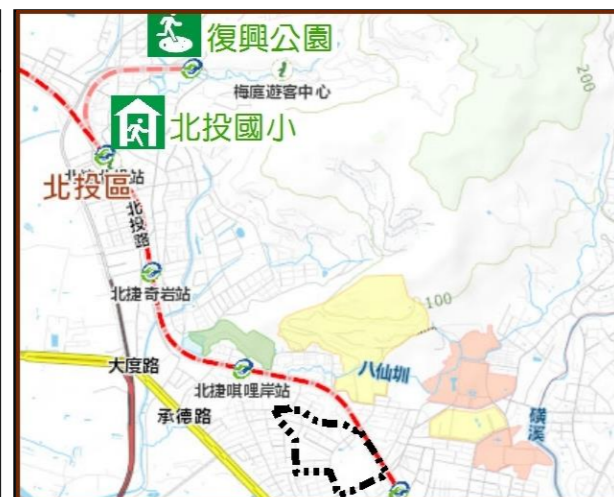 復興公園
梅庭遊客中心
北投國小
北投區
北投路
北捷奇岩站
大度路
北捷唭哩岸站
承德路
八仙圳
磺溪
200
100